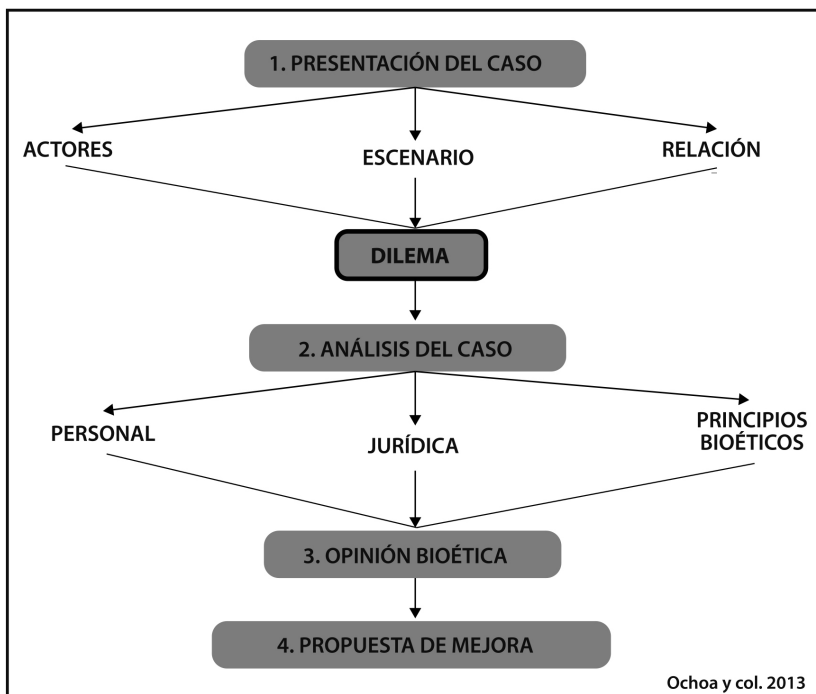 1. PRESENTACIÓN DEL CASO
ACTORES
ESCENARIO
RELACIÓN
DILEMA
2. ANÁLISIS DEL CASO
PERSONAL
JURÍDICA
PRINCIPIOS
BIOÉTICOS
3. OPINIÓN BIOÉTICA
4. PROPUESTA DE MEJORA
Ochoa y col. 2013